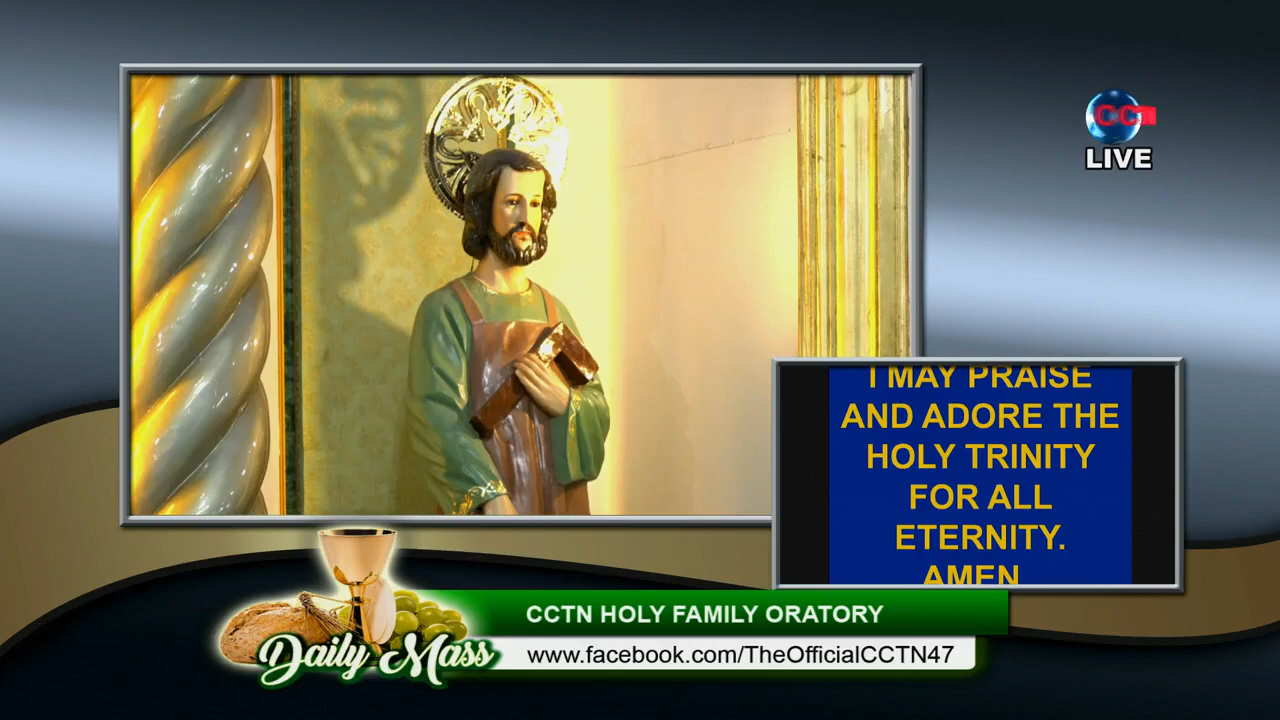 CCT
LIVE
I MAY PRAISE
AND ADORE THE
HOLY TRINITY
FOR ALL
ETERNITY.
AMEN
CCTN HOLY FAMILY ORATORY
Daily Mass
www.facebook.com/TheOfficialCCTN47